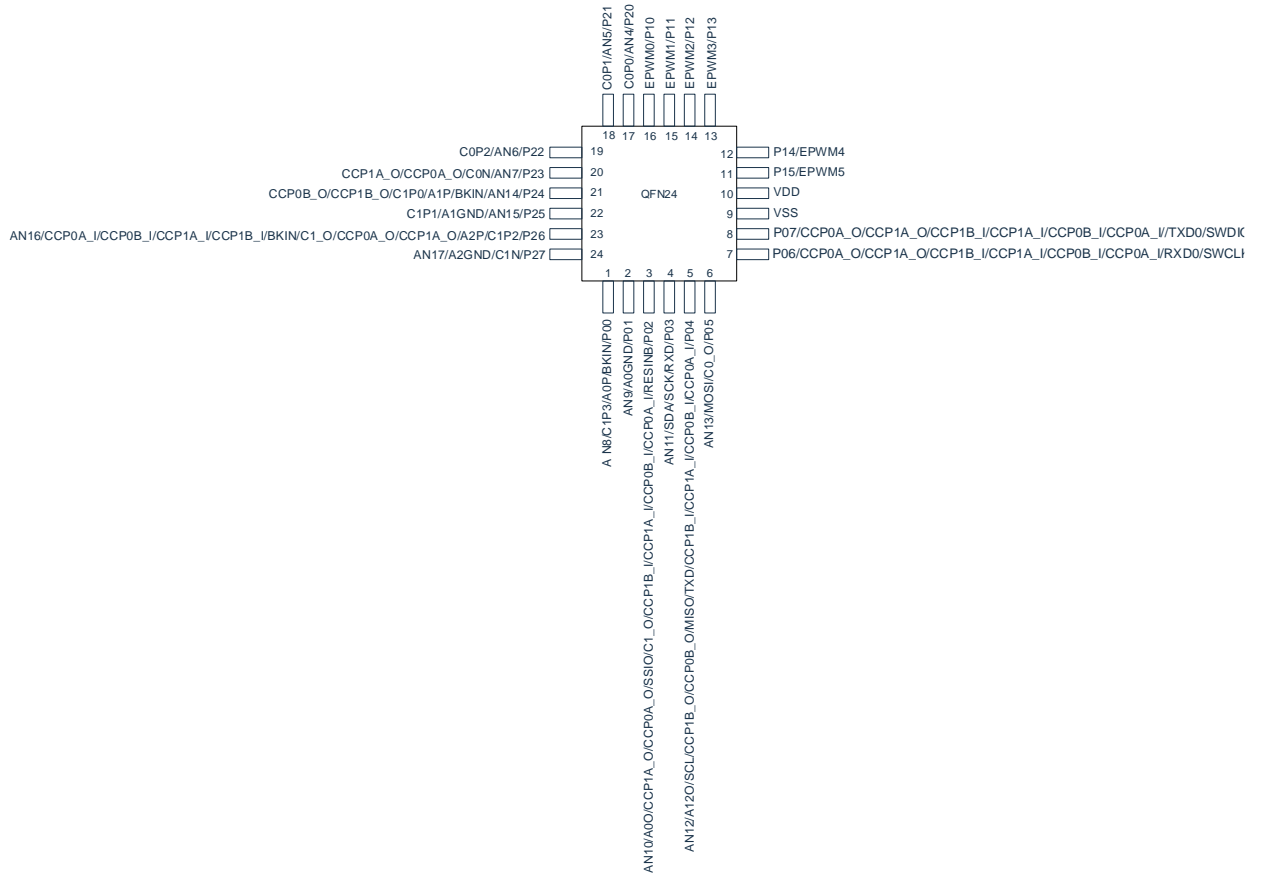 C0P1/AN5/P21
C0P0/AN4/P20
EPWM0/P10
EPWM1/P11
EPWM2/P12
EPWM3/P13
18 17 16 15 14 13
C0P2/AN6/P22 19
CCP1A_O/CCP0A_O/C0N/AN7/P23 20
CCP0B_O/CCP1B_O/C1P0/A1P/BKIN/AN14/P24 21
C1P1/A1GND/AN15/P25 22
AN16/CCP0A_I/CCP0B_I/CCP1A_I/CCP1B_I/BKIN/C1_O/CCP0A_O/CCP1A_O/A2P/C1P2/P26 23
AN17/A2GND/C1N/P27 24
QFN24
12 P14/EPWM4
11 P15/EPWM5
10 VDD
9 VSS
8 P07/CCP0A_O/CCP1A_O/CCP1B_I/CCP1A_I/CCP0B_I/CCP0A_I//TXD0/SWDIO
7 P06/CCP0A_O/CCP1A_O/CCP1B_I/CCP1A_I/CCP0B_I/CCP0A_I/RXD0/SWCLK
1 2 3 4 5 6
A N8/C1P3/A0P/BKIN/P00
AN9/A0GND/P01
AN10/A0O/CCP1A_O/CCP0A_O/SSIO/C1_O/CCP1B_I/CCP1A_I/CCP0B_I/CCP0A_I/RESINB/P02
AN11/SDA/SCK/RXD/P03
AN12/A12O/SCL/CCP1B_O/CCP0B_O/MISO/TXD/CCP1B_I/CCP1A_I/CCP0B_I/CCP0A_I/P04
AN13/MOSI/C0_O/P05